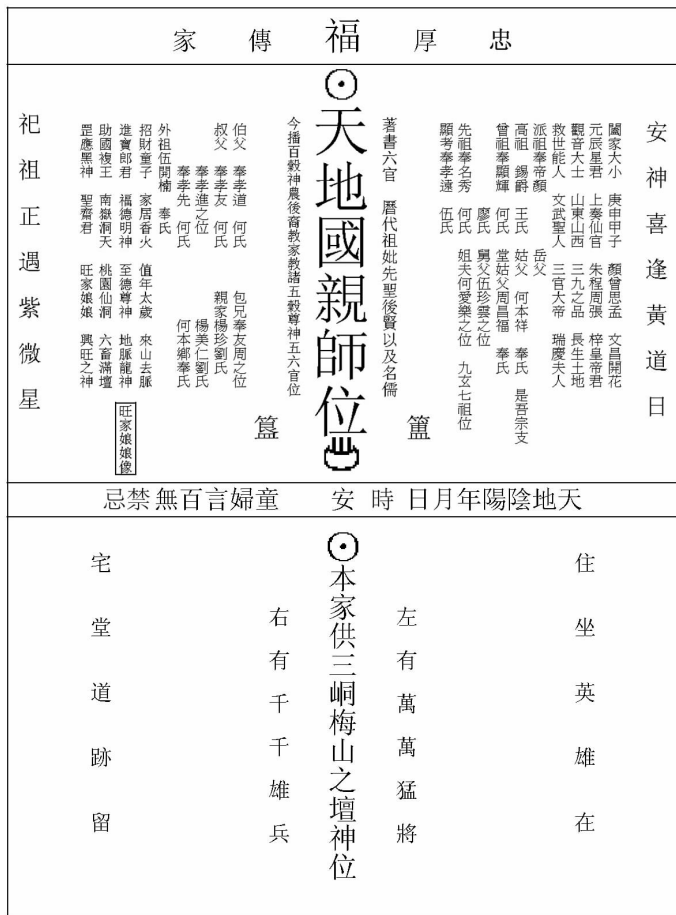 忠厚福傳家
安神喜逢黃道日
闔家大小 庚申甲子 顏曾思孟 文昌開花
元辰星君 上奏仙官 朱程周張 梓皇帝君
觀音大士 山東山西 三九之品 長生土地
救世能人 文武聖人 三官大帝 瑞慶夫人
派祖奉帝顏 岳父
高祖 錫爵 王氏 姑父 何本祥 奉氏 是吾宗支
曾祖奉顯輝 何氏 堂姑父周昌福 奉氏
廖氏 舅父伍珍雲之位
先祖奉名秀 何氏 姐夫何愛樂之位 九玄七祖位
顯考奉孝達 伍氏
簠
著書六官 曆代祖妣先聖後賢以及名儒
天地國親師位
今播百穀神農後裔教家教諸五穀尊神五六官位
簋
伯父 奉孝道 何氏 包兄奉友周之位
叔父 奉孝友 何氏 親家楊珍劉氏
奉孝進之位 楊美仁劉氏
奉孝先 何氏 何本鄉奉氏
外祖伍開楠 奉氏
招財童子 家居香火 值年太歲 來山去脈
進寶郎君 福德明神 至德尊神 地脈龍神
助國複王 南嶽洞天 桃園仙洞 六畜滿壇
罡應黑神 聖齋君 旺家娘娘 興旺之神
旺家娘娘像
祀祖正遇紫微星
天地陰陽年月日時 安 童婦言百無禁忌
住坐英雄在
左有萬萬猛將
本家供三峒梅山之壇神位
右有千千雄兵
宅堂道跡留